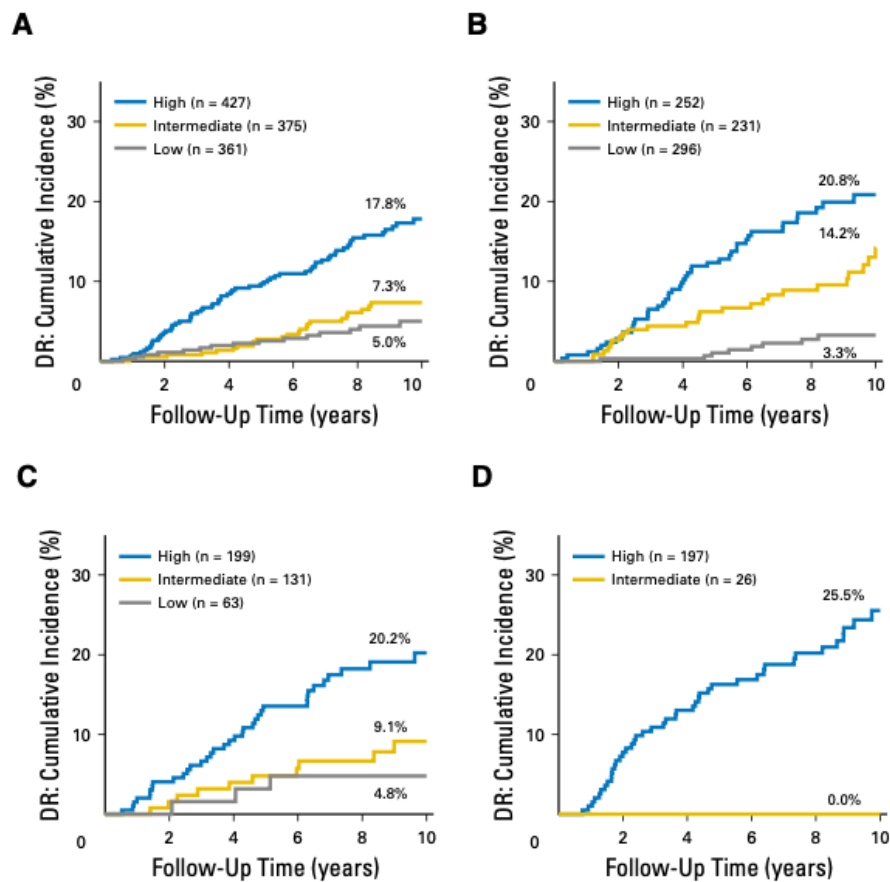 A
DR: Cumulative Incidence (%)
High (n = 427)
Intermediate (n = 375)
Low (n = 361)
30
20
10
17.8%
7.3%
5.0%
0
2
4
6
8
10
Follow-Up Time (years)
B
DR: Cumulative Incidence (%)
High (n = 252)
Intermediate (n = 231)
Low (n = 296)
30
20
10
20.8%
14.2%
3.3%
0
2
4
6
8
10
Follow-Up Time (years)
C
DR: Cumulative Incidence (%)
High (n = 199)
Intermediate (n = 131)
Low (n = 63)
30
20
10
20.2%
9.1%
4.8%
0
2
4
6
8
10
Follow-Up Time (years)
D
DR: Cumulative Incidence (%)
High (n = 197)
Intermediate (n = 26)
30
20
10
25.5%
0.0%
0
2
4
6
8
10
Follow-Up Time (years)